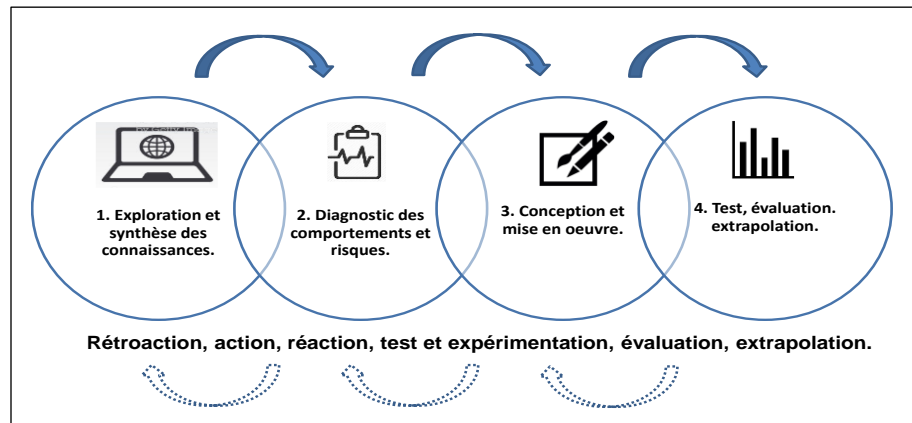 1. Exploration et
synthèse des
connaissances.
2. Diagnostic des
comportements et
risques.
3. Conception et
mise en oeuvre.
4. Test, évaluation.
extrapolation.
Rétroaction, action, réaction, test et expérimentation, évaluation, extrapolation.